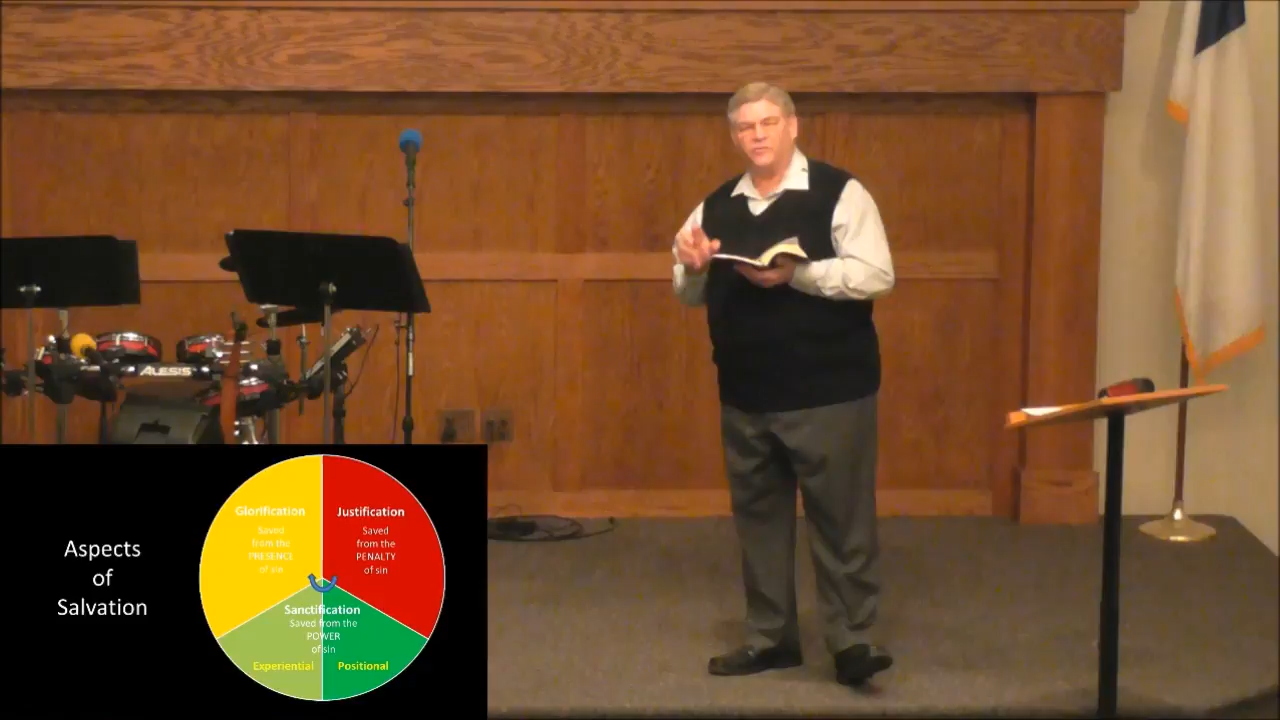 ALESIS
Aspects
of
Salvation
Glorification
Saved
from the
PRESENCE
of sin
Justification
Saved
from the
PENALTY
of sin
Sanctification
Saved from the
POWER
of sin
Experiential
Positional